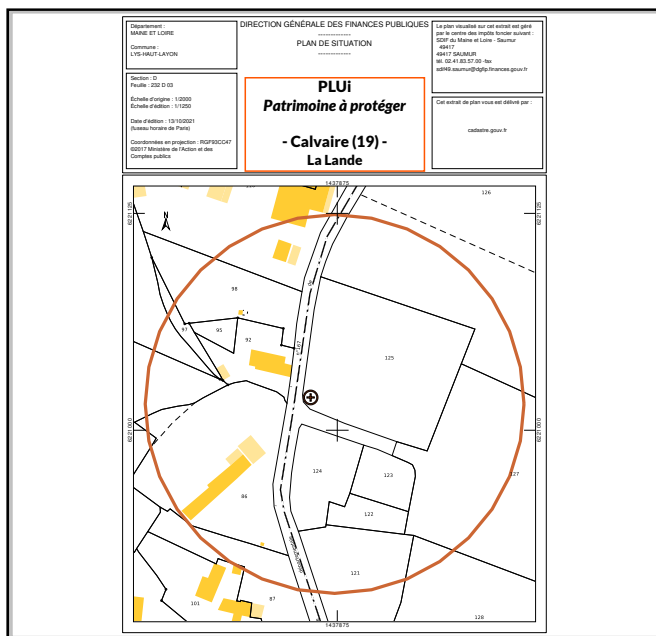 Département :
MAINE ET LOIRE
Commune :
LYS-HAUT-LAYON
Section : D
Feuille : 232 D 03
Échelle d'origine : 1/2000
Échelle d'édition : 1/1250
Date d'édition : 13/10/2021
(fuseau horaire de Paris)
Coordonnées en projection : RGF93CC47
©2017 Ministère de l'Action et des
Comptes publics
DIRECTION GÉNÉRALE DES FINANCES PUBLIQUES
-------------
PLAN DE SITUATION
-------------
PLUi
Patrimoine à protéger
- Calvaire (19) -
La Lande
Le plan visualisé sur cet extrait est géré
par le centre des impôts foncier suivant :
SDIF du Maine et Loire - Saumur
49417
49417 SAUMUR
tél. 02.41.83.57.00 -fax
sdif49.saumur@dgfip.finances.gouv.fr
Cet extrait de plan vous est délivré par :
cadastre.gouv.fr
1437875
6221125
6221125
126
N
98
97
95
92
125
6221000
6221000
124
123
127
86
122
121
101
87
128
1437875